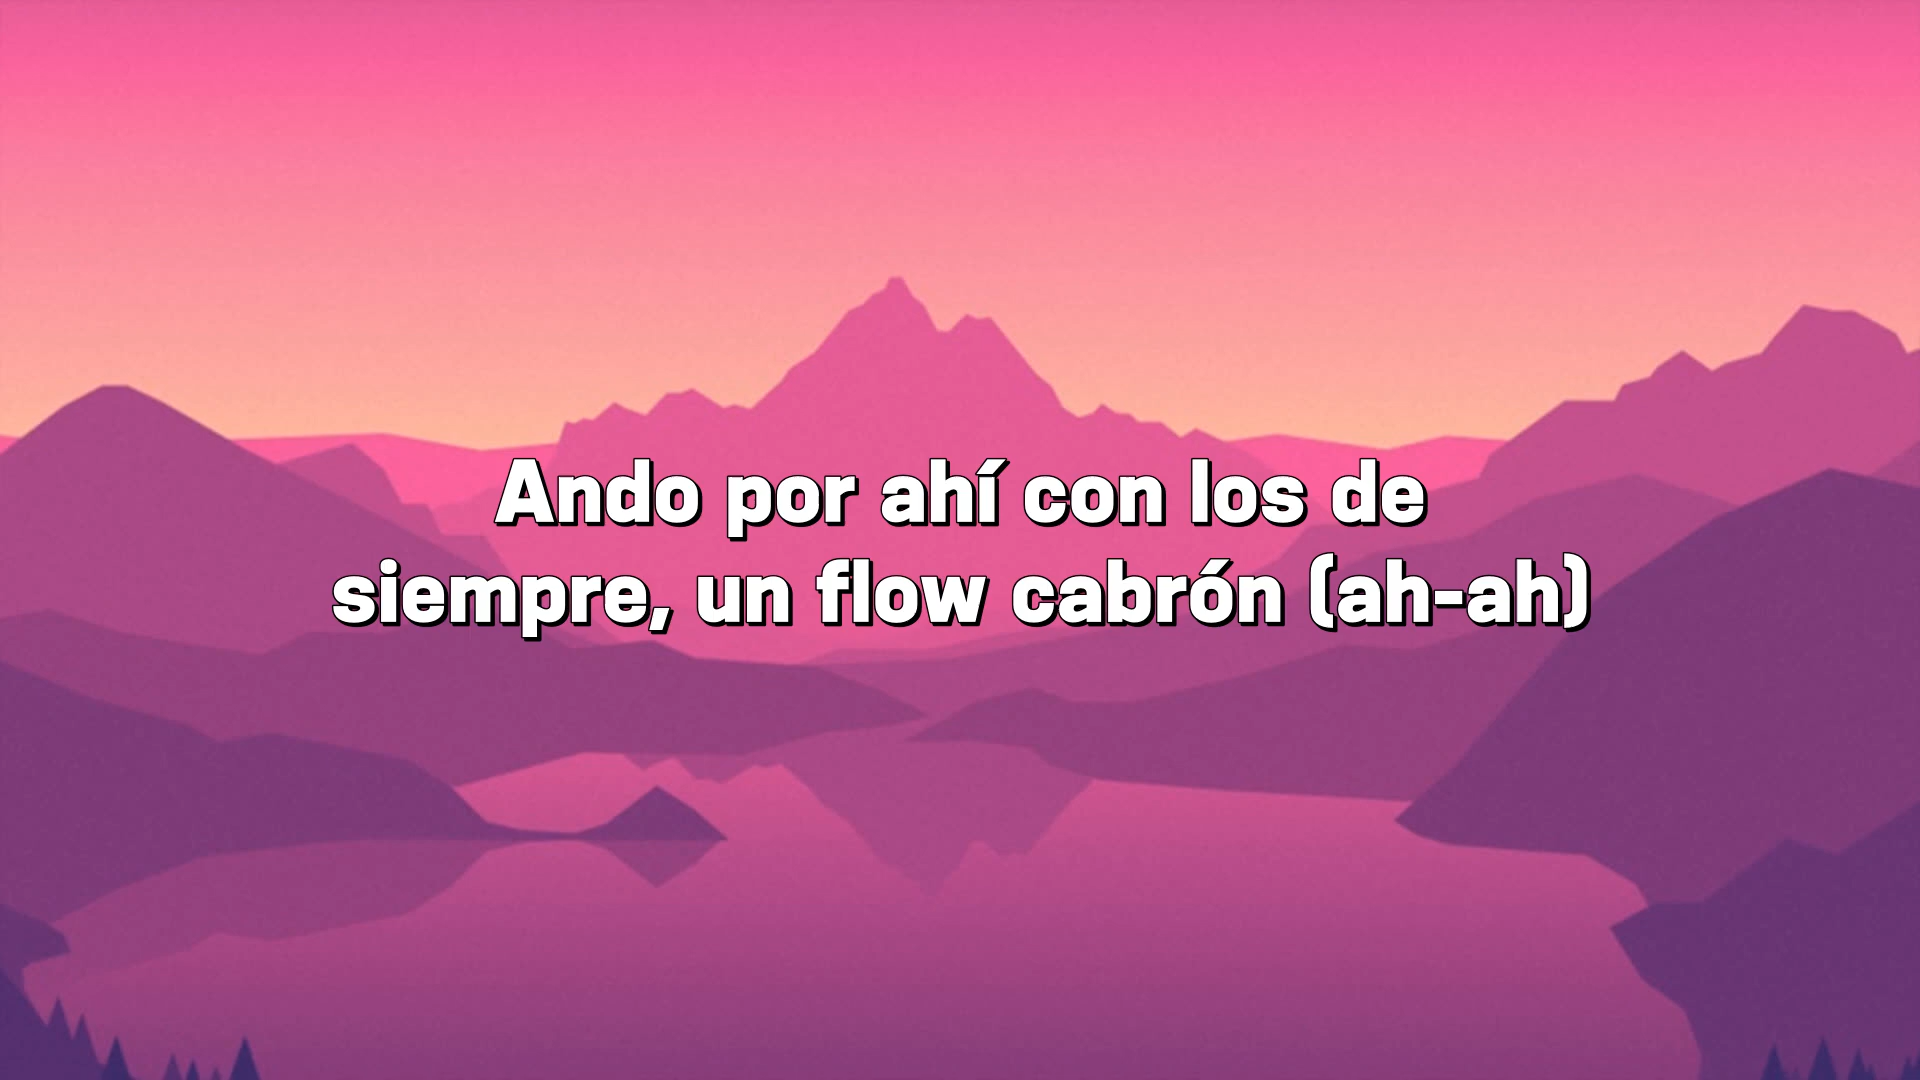 Ando por ahí con los de
siempre, un flow cabrón (ah-ah)